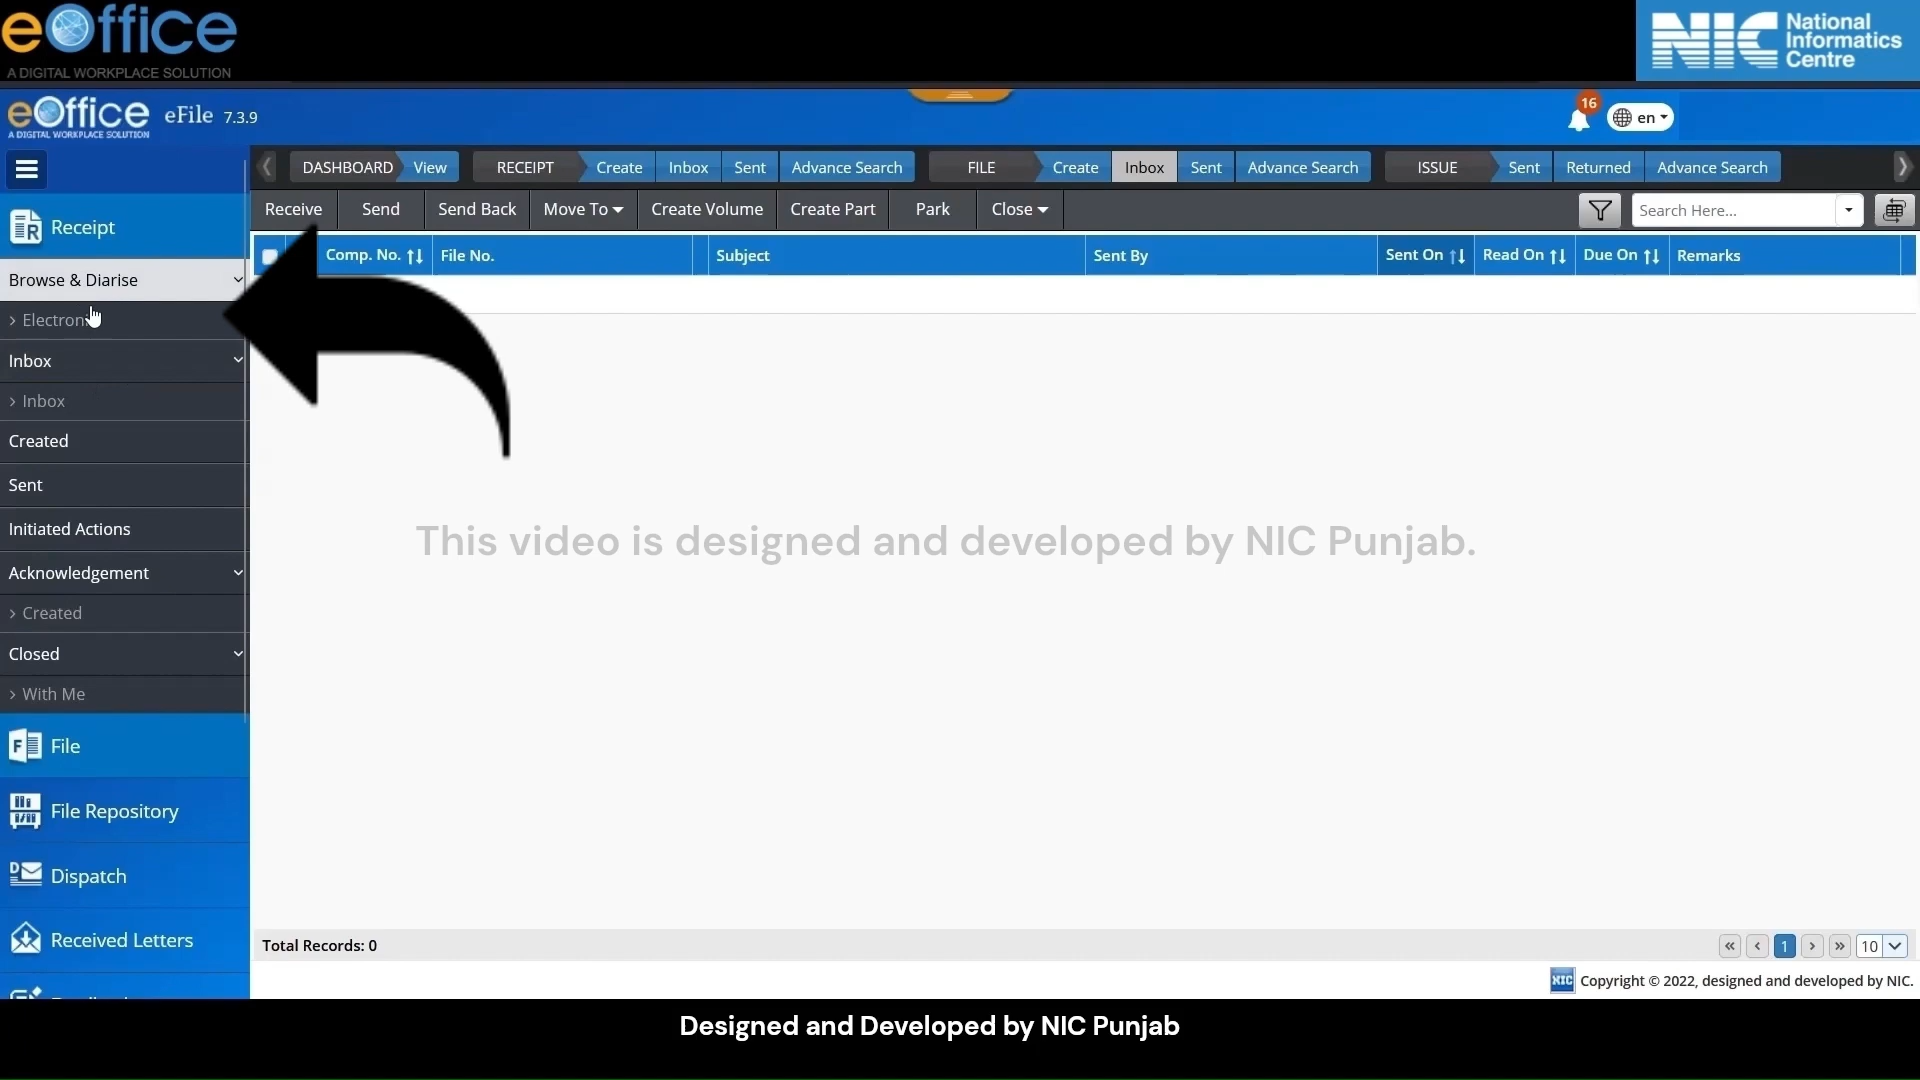 eOffice
A DIGITAL WORKPLACE SOLUTION
NIC National
Informatics
Centre
eOffice eFile 7.3.9
A DIGITAL WORKPLACE SOLUTION
16
en
DASHBOARD View RECEIPT Create Inbox Sent Advance Search FILE Create Inbox Sent Advance Search ISSUE Sent Returned Advance Search
Receive Send Send Back Move To Create Volume Create Part Park Close Search Here...
Comp. No. File No. Subject Sent By Sent On Read On Due On Remarks
Receipt
Browse & Diarise
Inbox
> Inbox
Created
Sent
Initiated Actions
Acknowledgement
> Created
Closed
> With Me
File
File Repository
Dispatch
Received Letters
This video is designed and developed by NIC Punjab.
Total Records: 0
« ‹ 1 › » 10
NIC Copyright © 2022, designed and developed by NIC.
Designed and Developed by NIC Punjab